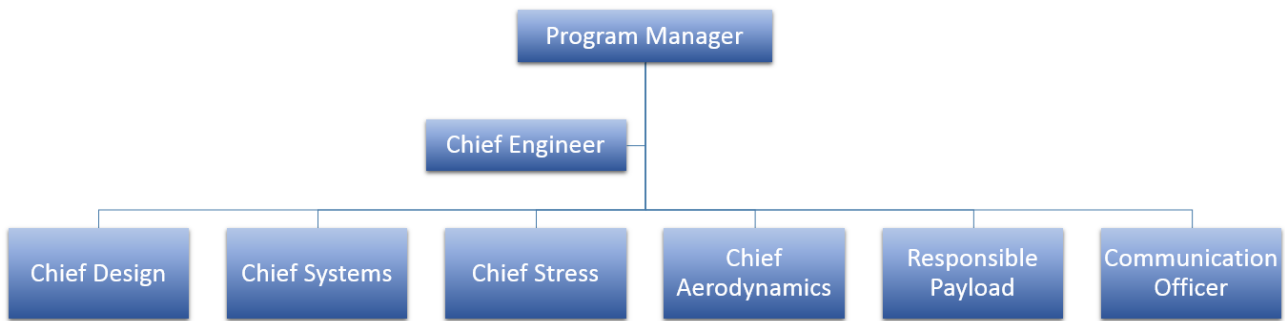 Program Manager
Chief Engineer
Chief Design
Chief Systems
Chief Stress
Chief
Aerodynamics
Responsible
Payload
Communication
Officer